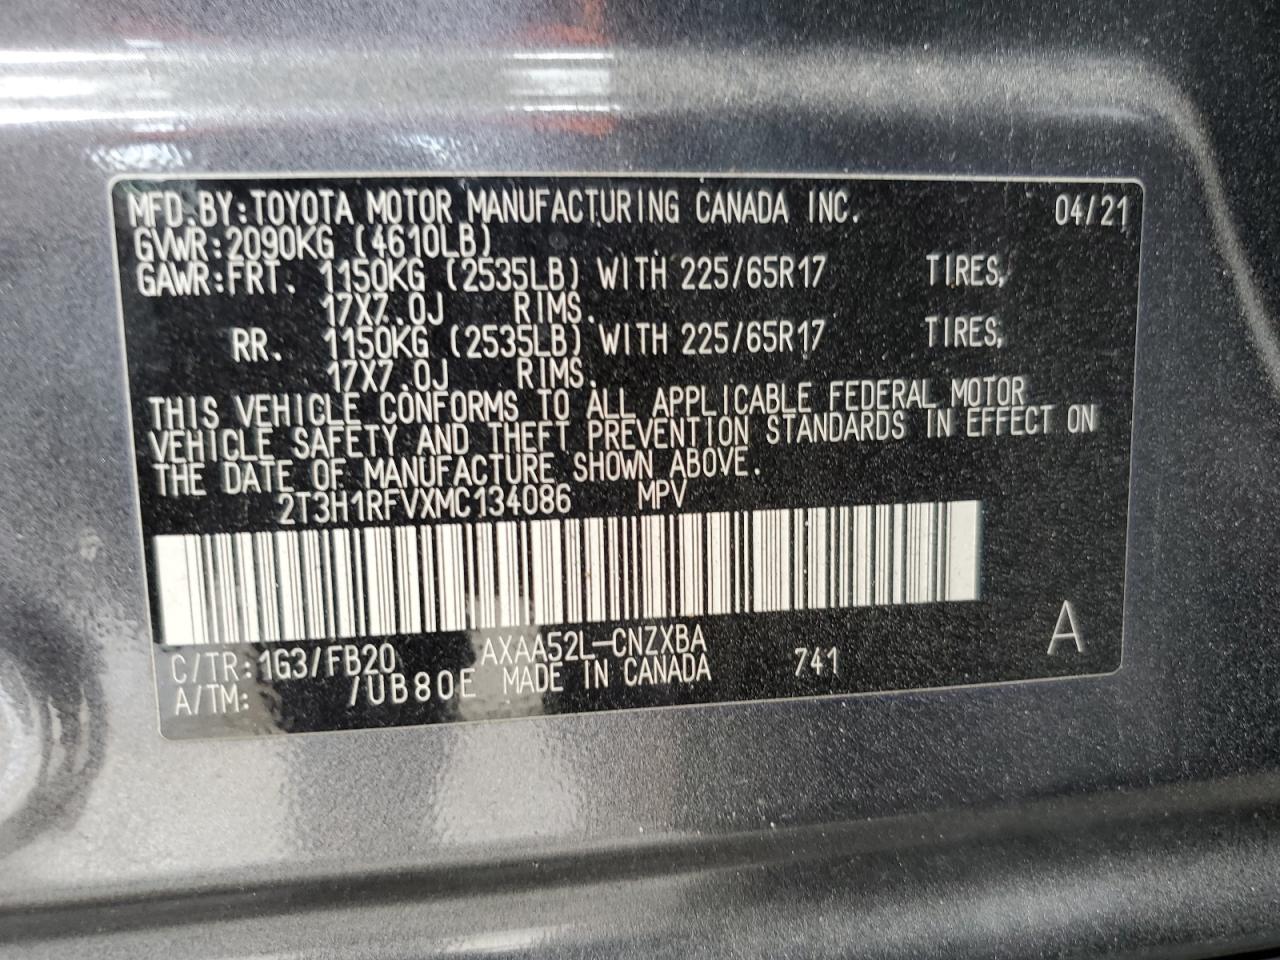 MFD.BY:TOYOTA MOTOR MANUFACTURING CANADA INC. 04/21
GVWR:2090KG (4610LB)
GAWR:FRT. 1150KG (2535LB) WITH 225/65R17 TIRES,
17X7.0J RIMS.
RR. 1150KG (2535LB) WITH 225/65R17 TIRES,
17X7.0J RIMS.
THIS VEHICLE CONFORMS TO ALL APPLICABLE FEDERAL MOTOR
VEHICLE SAFETY AND THEFT PREVENTION STANDARDS IN EFFECT ON
THE DATE OF MANUFACTURE SHOWN ABOVE.
2T3H1RFVXMC134086 MPV
C/TR:1G3/FB20 AXAA52L-CNZXBA A
A/TM: /UB80E MADE IN CANADA 741